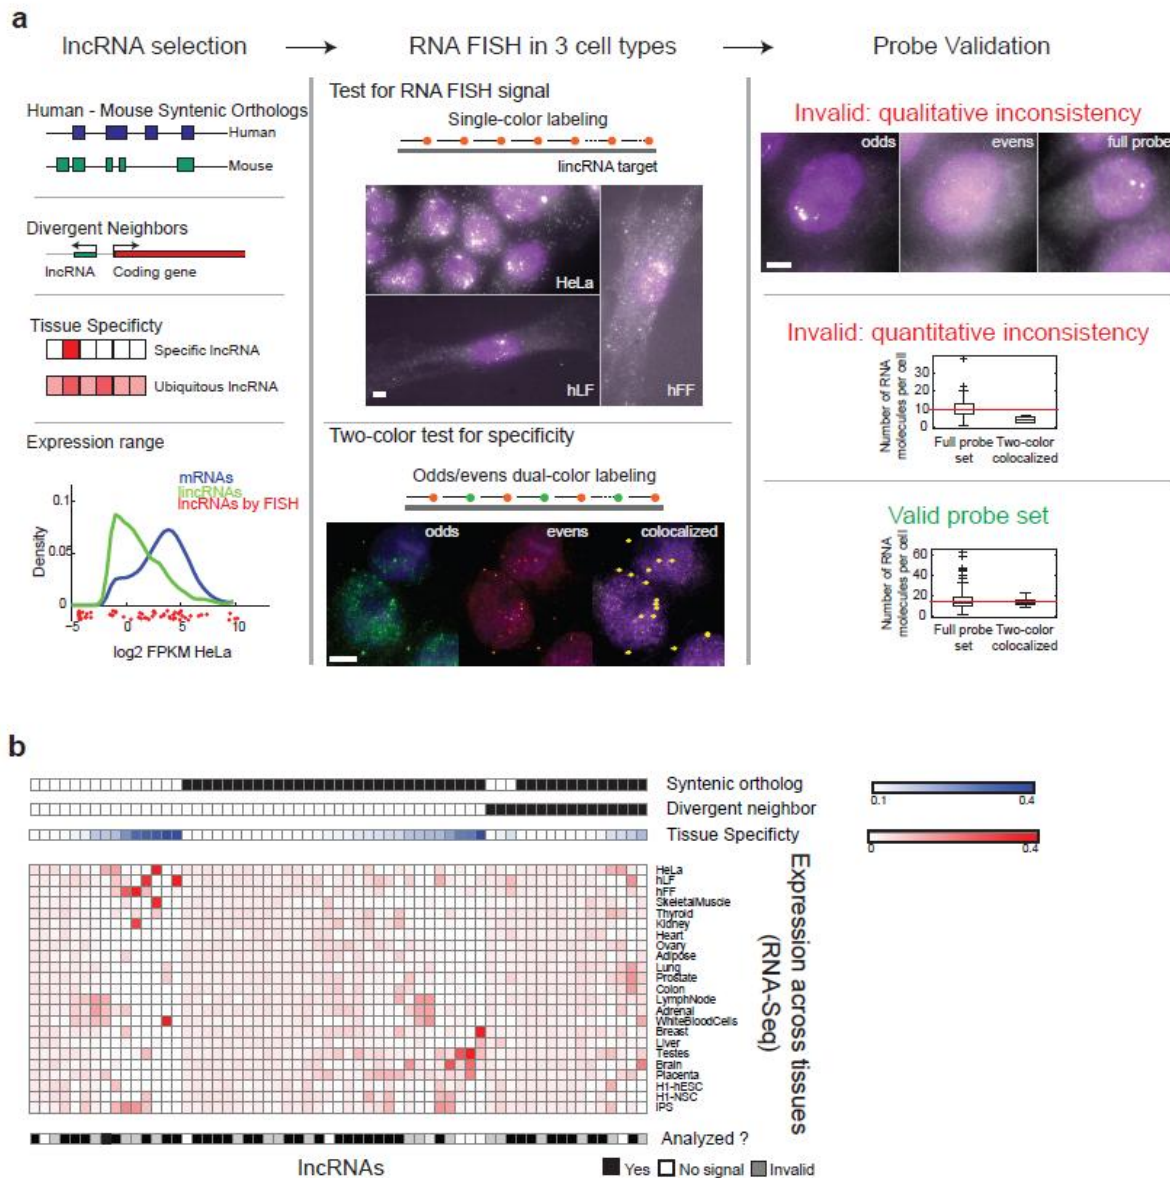 a
lncRNA selection
RNA FISH in 3 cell types
Probe Validation
Human - Mouse Syntenic Orthologs
Human
Mouse
Divergent Neighbors
lncRNA
Coding gene
Tissue Specificty
Specific lncRNA
Ubiquitous lncRNA
Expression range
mRNAs
lincRNAs
lncRNAs by FISH
Density
0.1
0.05
0
-5
0
5
10
log2 FPKM HeLa
Test for RNA FISH signal
Single-color labeling
lincRNA target
HeLa
hLF
hFF
Two-color test for specificity
Odds/evens dual-color labeling
odds
evens
colocalized
Invalid: qualitative inconsistency
odds
evens
full probe
Invalid: quantitative inconsistency
Number of RNA
molecules per cell
30
20
10
0
Full probe
set
Two-color
colocalized
Valid probe set
Number of RNA
molecules per cell
60
40
20
0
Full probe
set
Two-color
colocalized
b
Syntenic ortholog
Divergent neighbor
Tissue Specificty
0.1
0.4
0
0.4
HeLa
hLF
hFF
SkeletalMuscle
Thyroid
Kidney
Heart
Ovary
Adipose
Lung
Prostate
Colon
LymphNode
Adrenal
WhiteBloodCells
Breast
Liver
Testes
Brain
Placenta
H1-hESC
H1-NSC
iPS
Expression across tissues
(RNA-Seq)
Analyzed ?
lncRNAs
Yes
No signal
Invalid